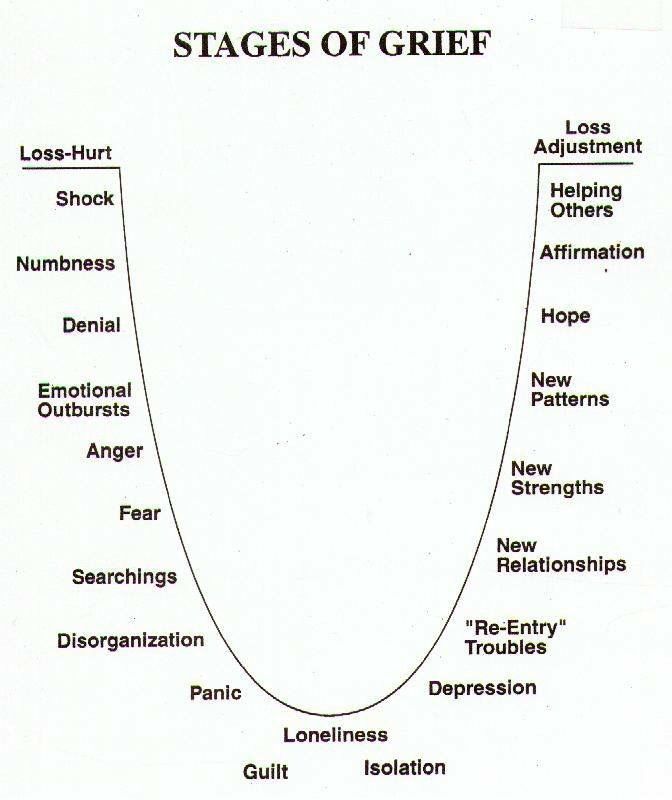 STAGES OF GRIEF
Loss-Hurt
Shock
Numbness
Denial
Emotional
Outbursts
Anger
Fear
Searchings
Disorganization
Panic
Guilt
Loneliness
Isolation
Depression
"Re-Entry"
Troubles
New
Relationships
New
Strengths
New
Patterns
Hope
Affirmation
Helping
Others
Loss
Adjustment